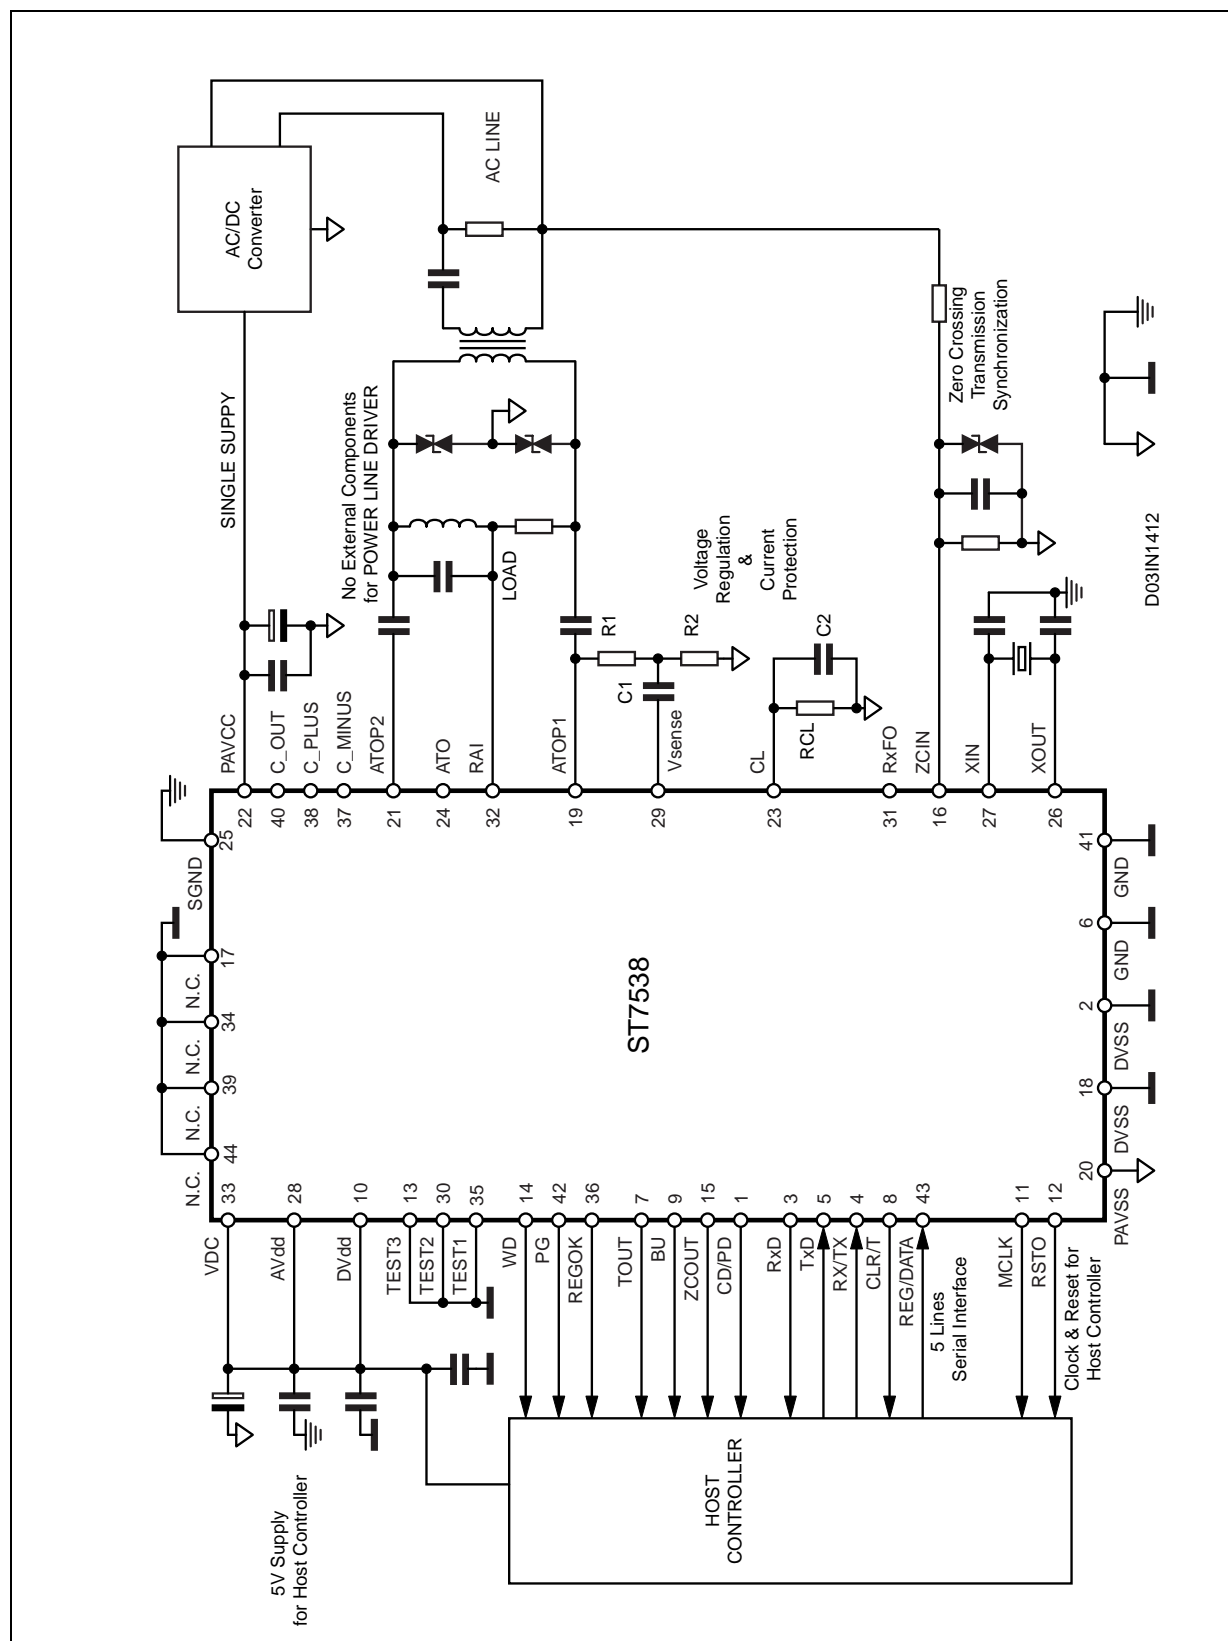 AC/DC
Converter
AC LINE
SINGLE SUPPY
No External Components
for POWER LINE DRIVER
LOAD
R1
R2
C1
Voltage
Regulation
&
Current
Protection
RCL
C2
Zero Crossing
Transmission
Synchronization
D03IN1412
PAVCC
C_OUT
C_PLUS
C_MINUS
ATOP2
ATO
RAI
ATOP1
Vsense
CL
RxFO
ZCIN
XIN
XOUT
22
40
38
37
21
24
32
19
29
23
31
16
27
26
SGND
25
N.C.
17
N.C.
34
N.C.
39
N.C.
44
ST7538
41
GND
6
GND
2
DVSS
18
DVSS
20
PAVSS
33
28
10
13
30
35
14
42
36
7
9
15
1
3
5
4
8
43
11
12
VDC
AVdd
DVdd
TEST3
TEST2
TEST1
WD
PG
REGOK
TOUT
BU
ZCOUT
CD/PD
RxD
TxD
RX/TX
CLR/T
REG/DATA
MCLK
RSTO
5 Lines
Serial Interface
Clock & Reset for
Host Controller
5V Supply
for Host Controller
HOST
CONTROLLER